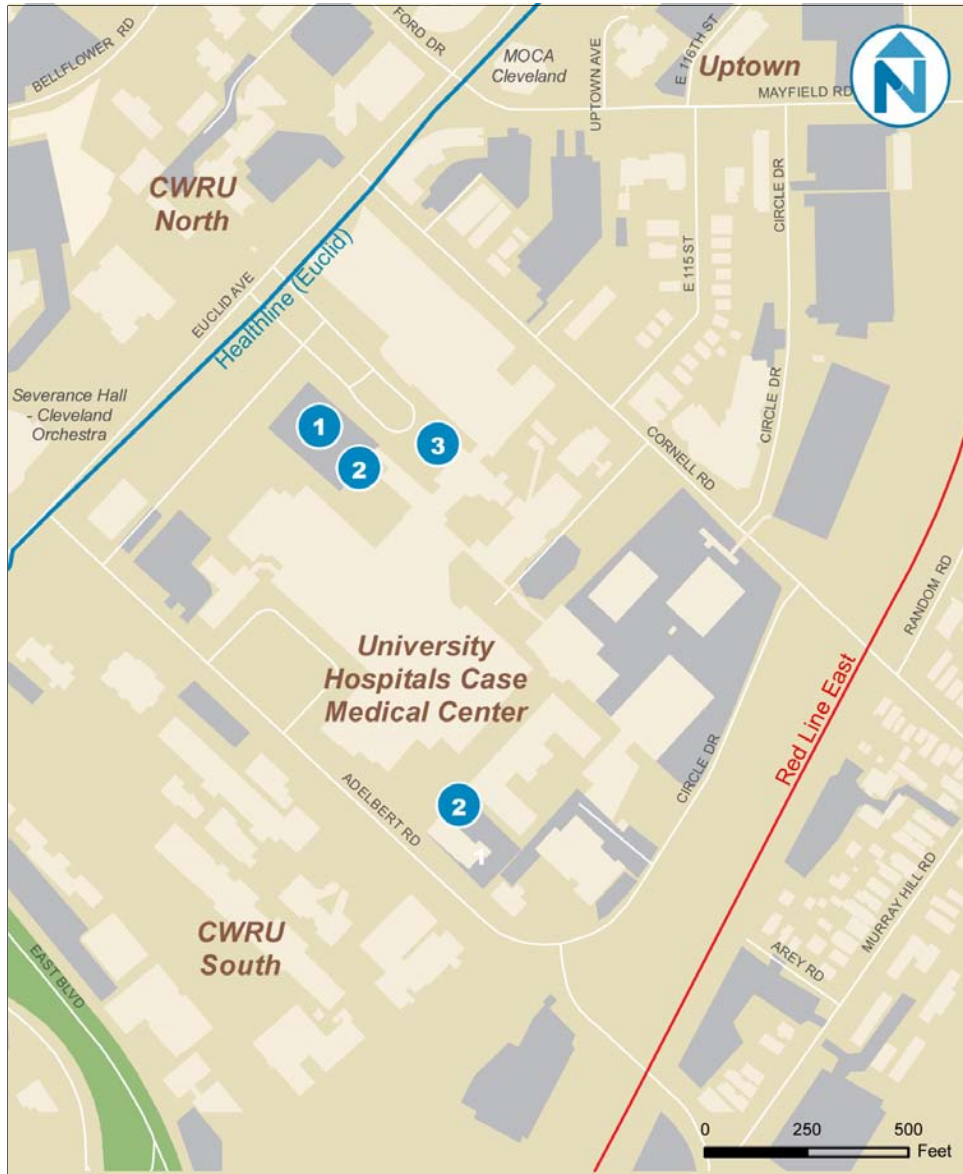 BELLFLOWER RD
FORD DR
MOCA
Cleveland
UPTOWN AVE
E 116TH ST
Uptown
MAYFIELD RD
N
CWRU
North
CIRCLE DR
E 115 ST
EUCLID AVE
Healthline (Euclid)
Severance Hall
- Cleveland
Orchestra
1
2
3
CIRCLE DR
CORNELL RD
RANDOM RD
University
Hospitals Case
Medical Center
Red Line East
CIRCLE DR
ADELBERT RD
2
MURRAY HILL RD
AREY RD
CWRU
South
EAST BLVD
0 250 500
Feet